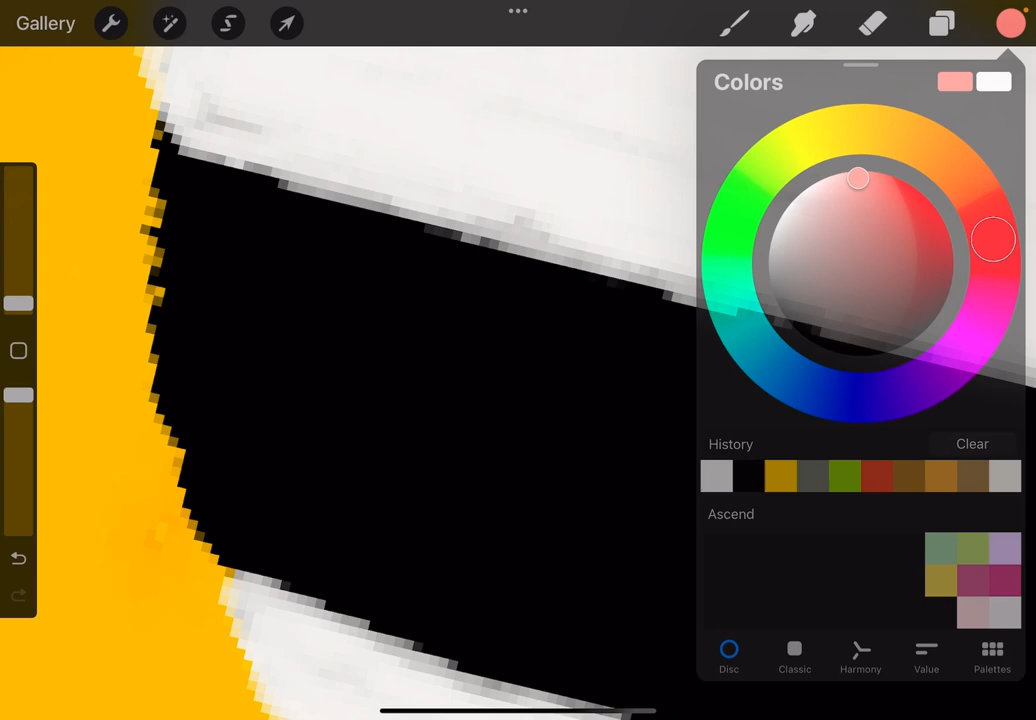 Gallery
Colors
History
Clear
Ascend
Disc
Classic
Harmony
Value
Palettes